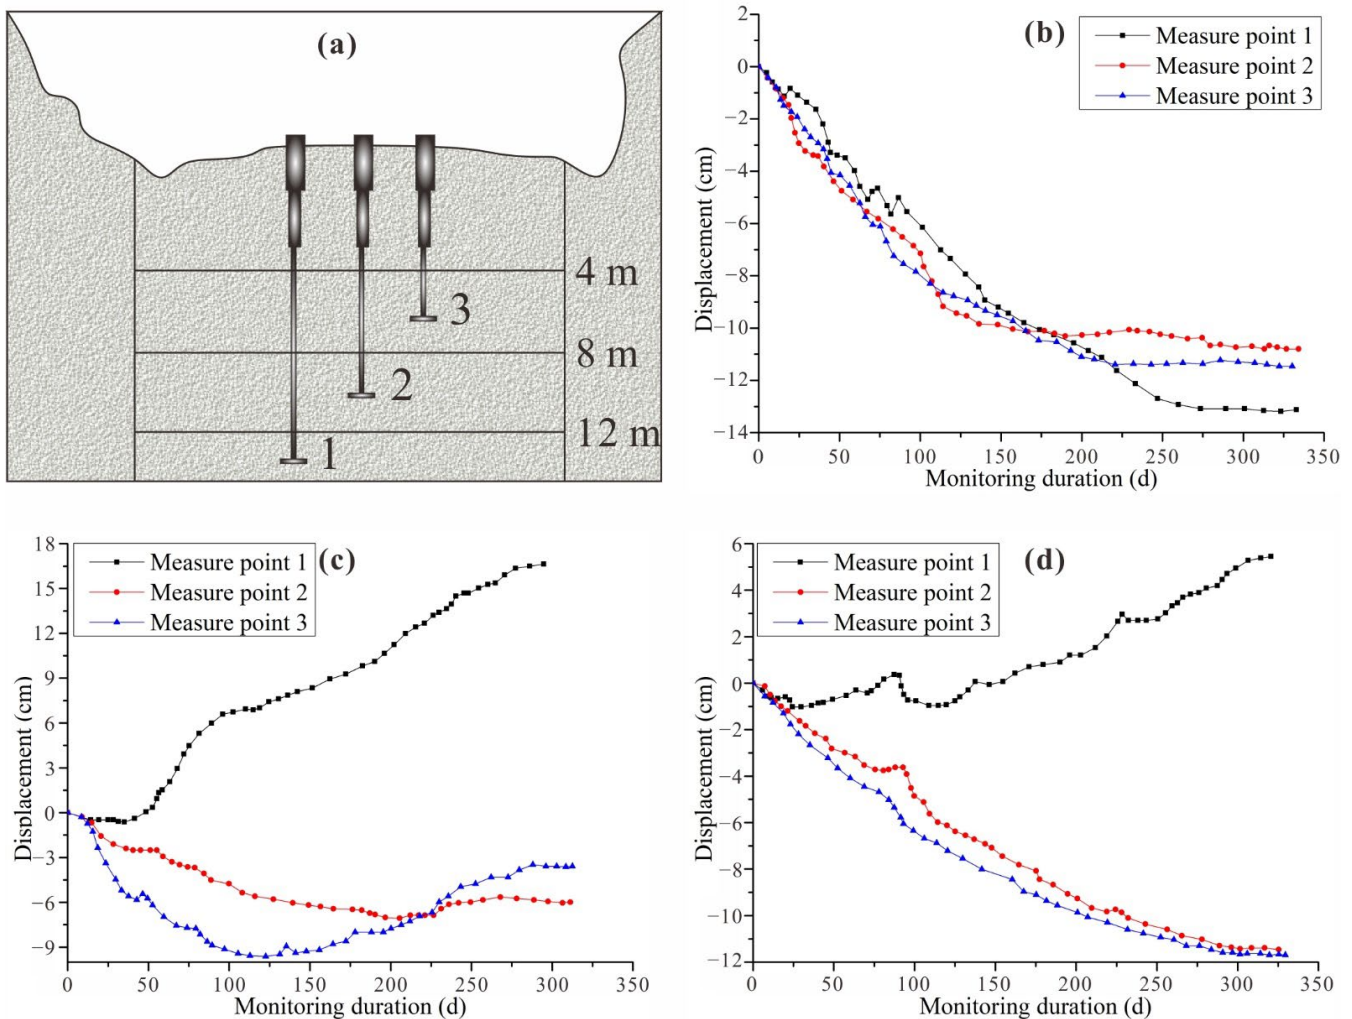 (a)
4 m
3
8 m
2
12 m
1
(b)
Measure point 1
Measure point 2
Measure point 3
Displacement (cm)
2
0
−2
−4
−6
−8
−10
−12
−14
0 50 100 150 200 250 300 350
Monitoring duration (d)
(c)
Measure point 1
Measure point 2
Measure point 3
Displacement (cm)
18
15
12
9
6
3
0
−3
−6
−9
0 50 100 150 200 250 300 350
Monitoring duration (d)
(d)
Measure point 1
Measure point 2
Measure point 3
Displacement (cm)
6
4
2
0
−2
−4
−6
−8
−10
−12
0 50 100 150 200 250 300 350
Monitoring duration (d)